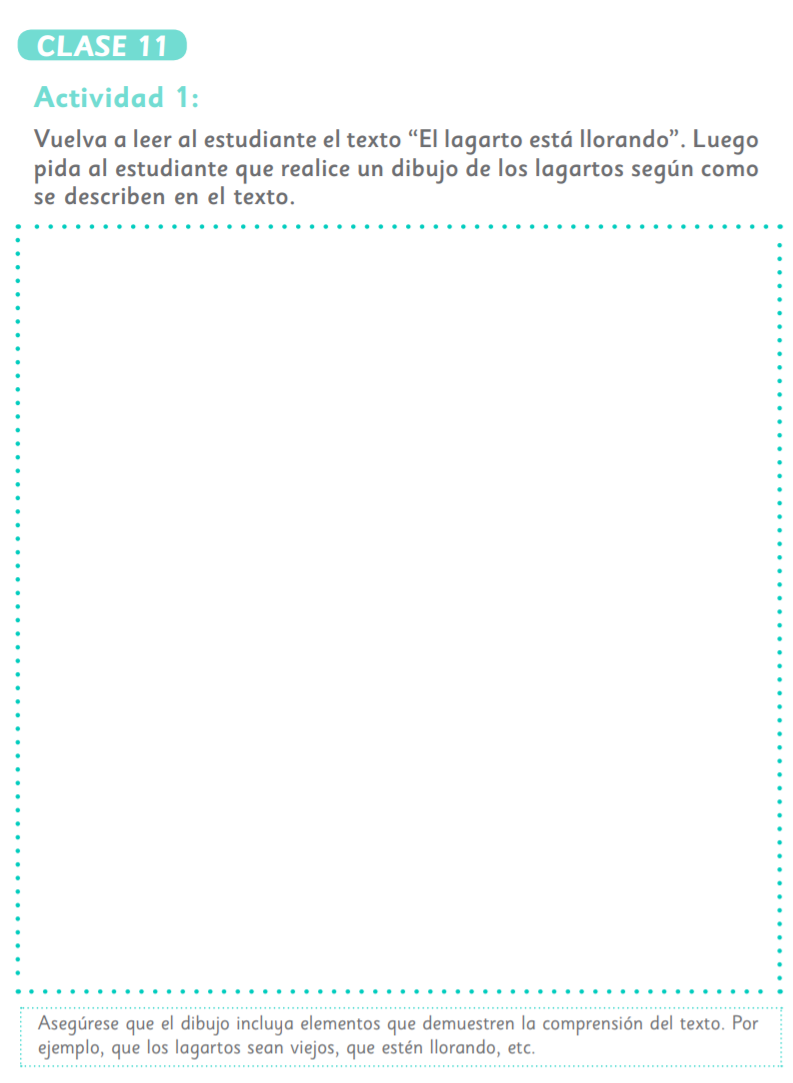 CLASE 11
Actividad 1:
Vuelva a leer al estudiante el texto “El lagarto está llorando”. Luego
pida al estudiante que realice un dibujo de los lagartos según como
se describen en el texto.
Asegúrese que el dibujo incluya elementos que demuestren la comprensión del texto. Por
ejemplo, que los lagartos sean viejos, que estén llorando, etc.